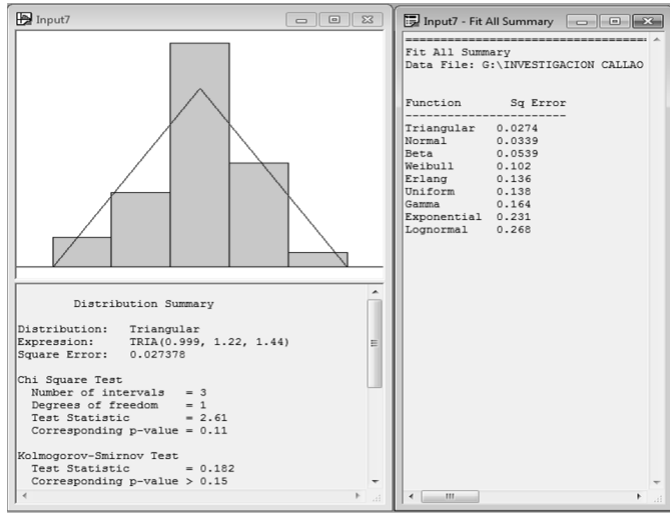 Input7
Distribution Summary
Distribution: Triangular
Expression: TRIA(0.999, 1.22, 1.44)
Square Error: 0.027378
Chi Square Test
Number of intervals = 3
Degrees of freedom = 1
Test Statistic = 2.61
Corresponding p-value = 0.11
Kolmogorov-Smirnov Test
Test Statistic = 0.182
Corresponding p-value > 0.15
Input7 - Fit All Summary
Fit All Summary
Data File: G:\INVESTIGACION CALLAO
Function Sq Error
Triangular 0.0274
Normal 0.0339
Beta 0.0539
Weibull 0.102
Erlang 0.136
Uniform 0.138
Gamma 0.164
Exponential 0.231
Lognormal 0.268